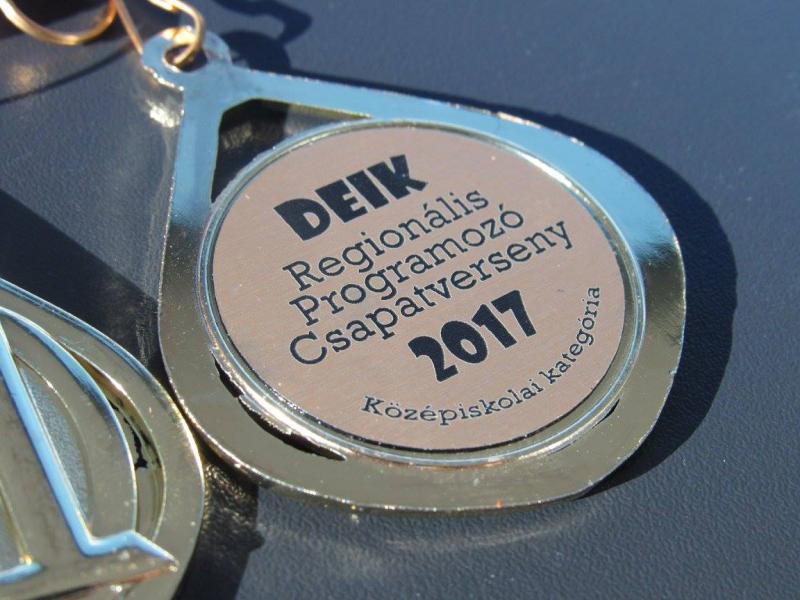 DEIK
Regionális
Programozó
Csapatverseny
2017
Középiskolai kategória